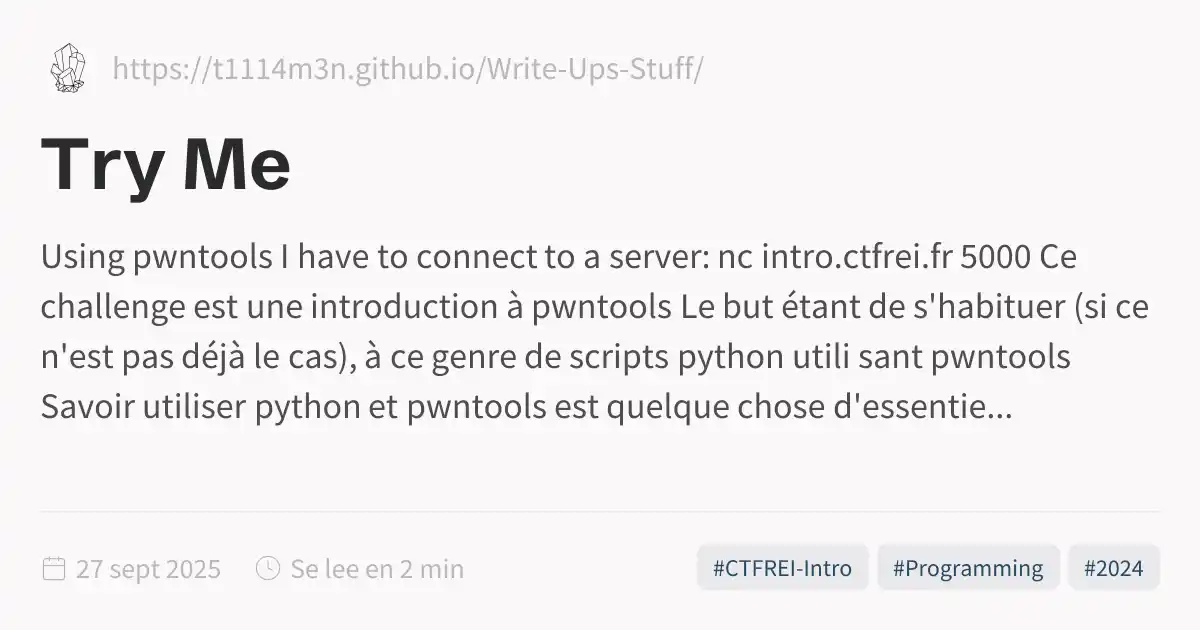 https://t1114m3n.github.io/Write-Ups-Stuff/
Try Me
Using pwntools I have to connect to a server: nc intro.ctfrei.fr 5000 Ce
challenge est une introduction à pwntools Le but étant de s'habituer (si ce
n'est pas déjà le cas), à ce genre de scripts python utili sant pwntools
Savoir utiliser python et pwntools est quelque chose d'essentie...
27 sept 2025
Se lee en 2 min
#CTFREI-Intro
#Programming
#2024